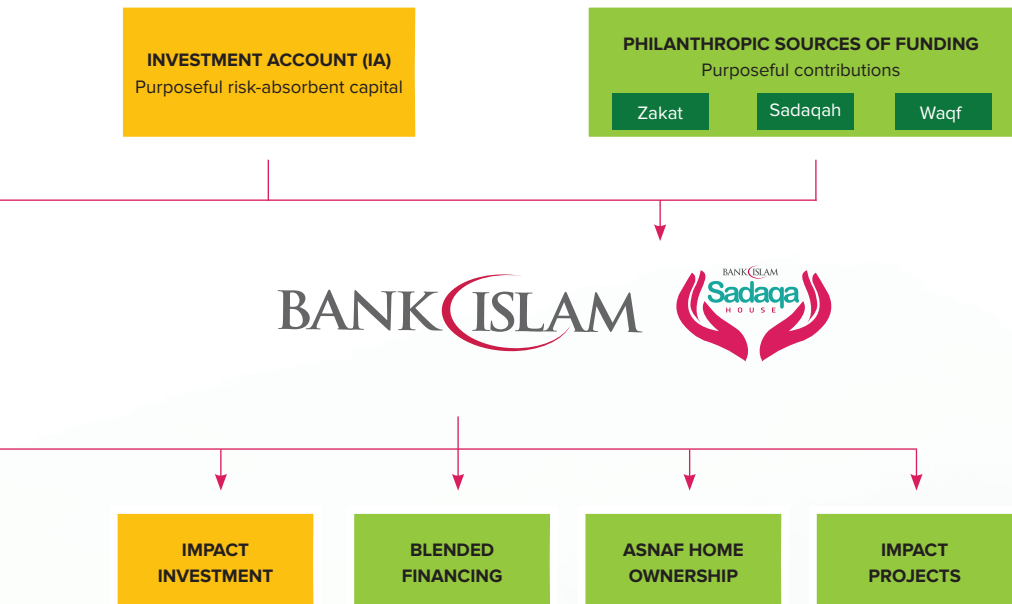 INVESTMENT ACCOUNT (IA)
Purposeful risk-absorbent capital
PHILANTHROPIC SOURCES OF FUNDING
Purposeful contributions
Zakat
Sadaqah
Waqf
BANK ISLAM
BANK ISLAM
Sadaqa
HOUSE
IMPACT
INVESTMENT
BLENDED
FINANCING
ASNAF HOME
OWNERSHIP
IMPACT
PROJECTS